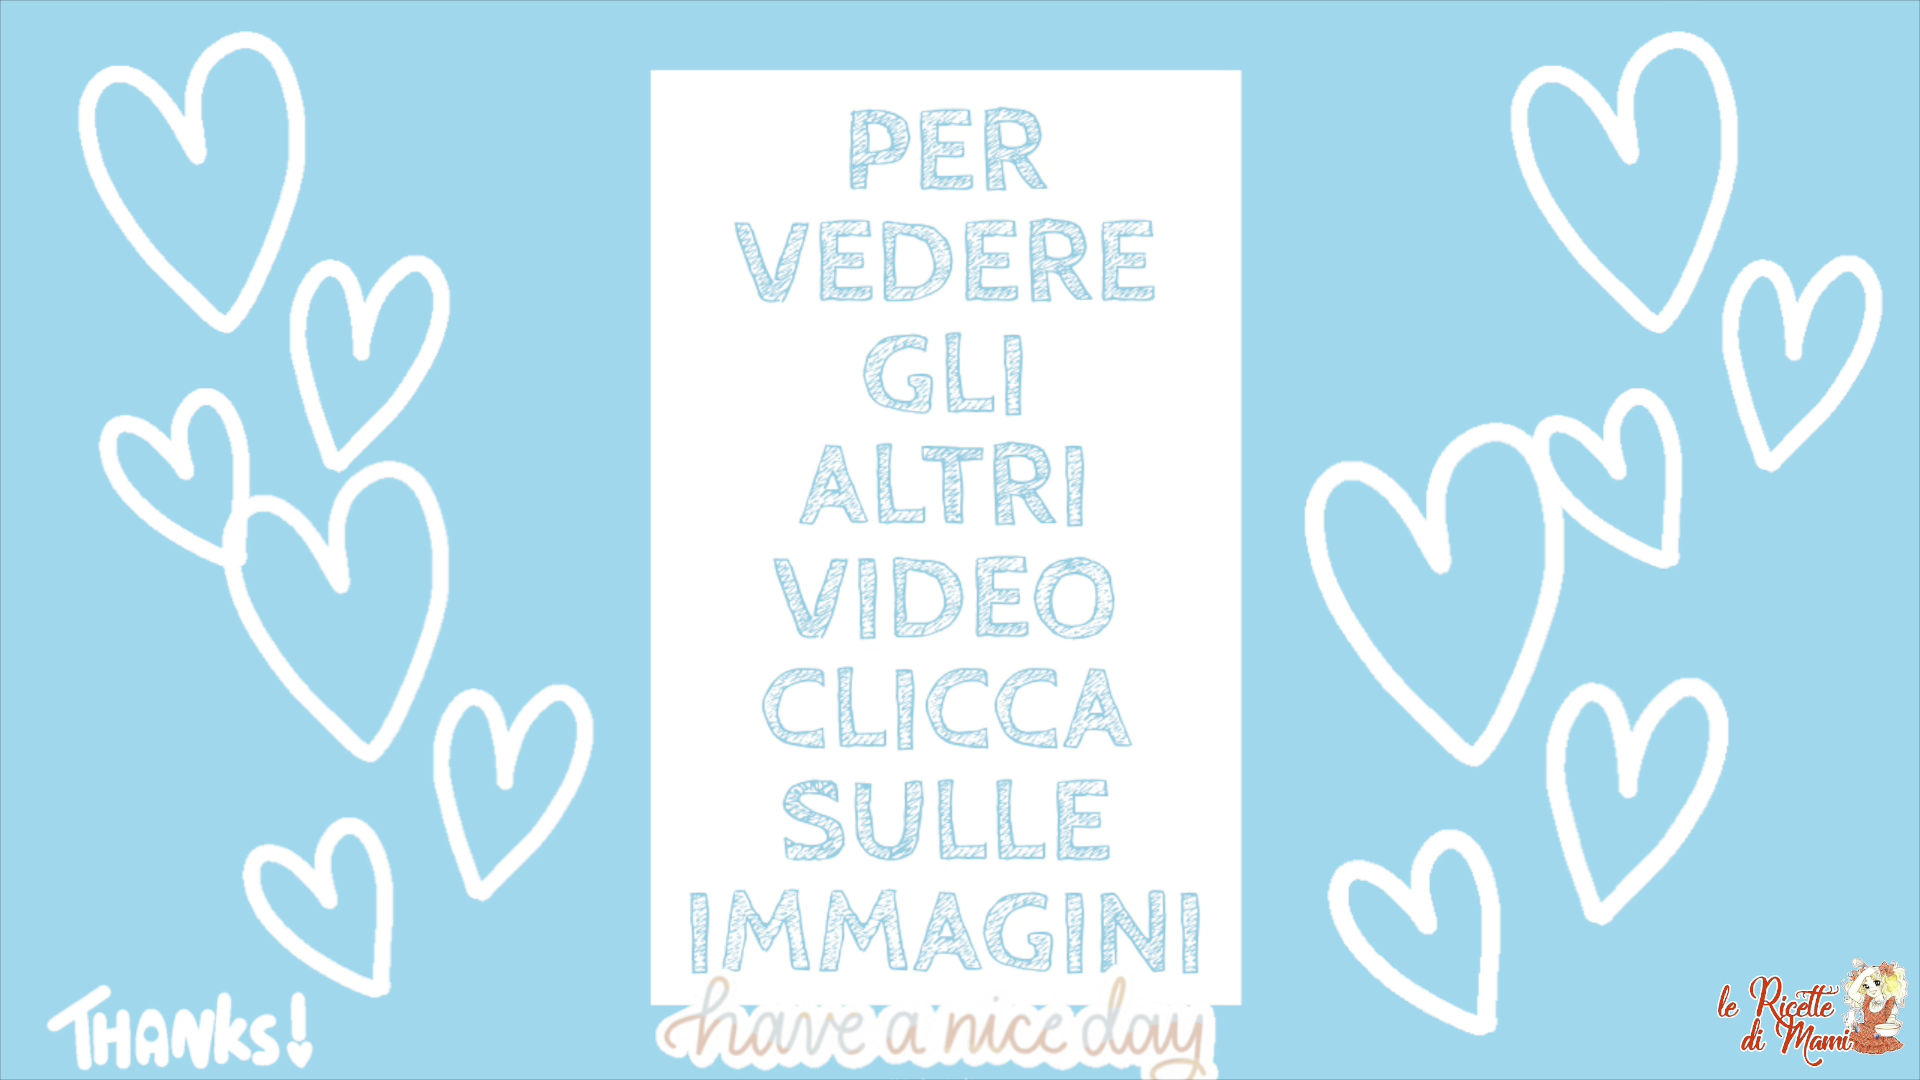 PER
VEDERE
GLI
ALTRI
VIDEO
CLICCA
SULLE
IMMAGINI
have a nice day
THANKs!
le Ricette
di Mami